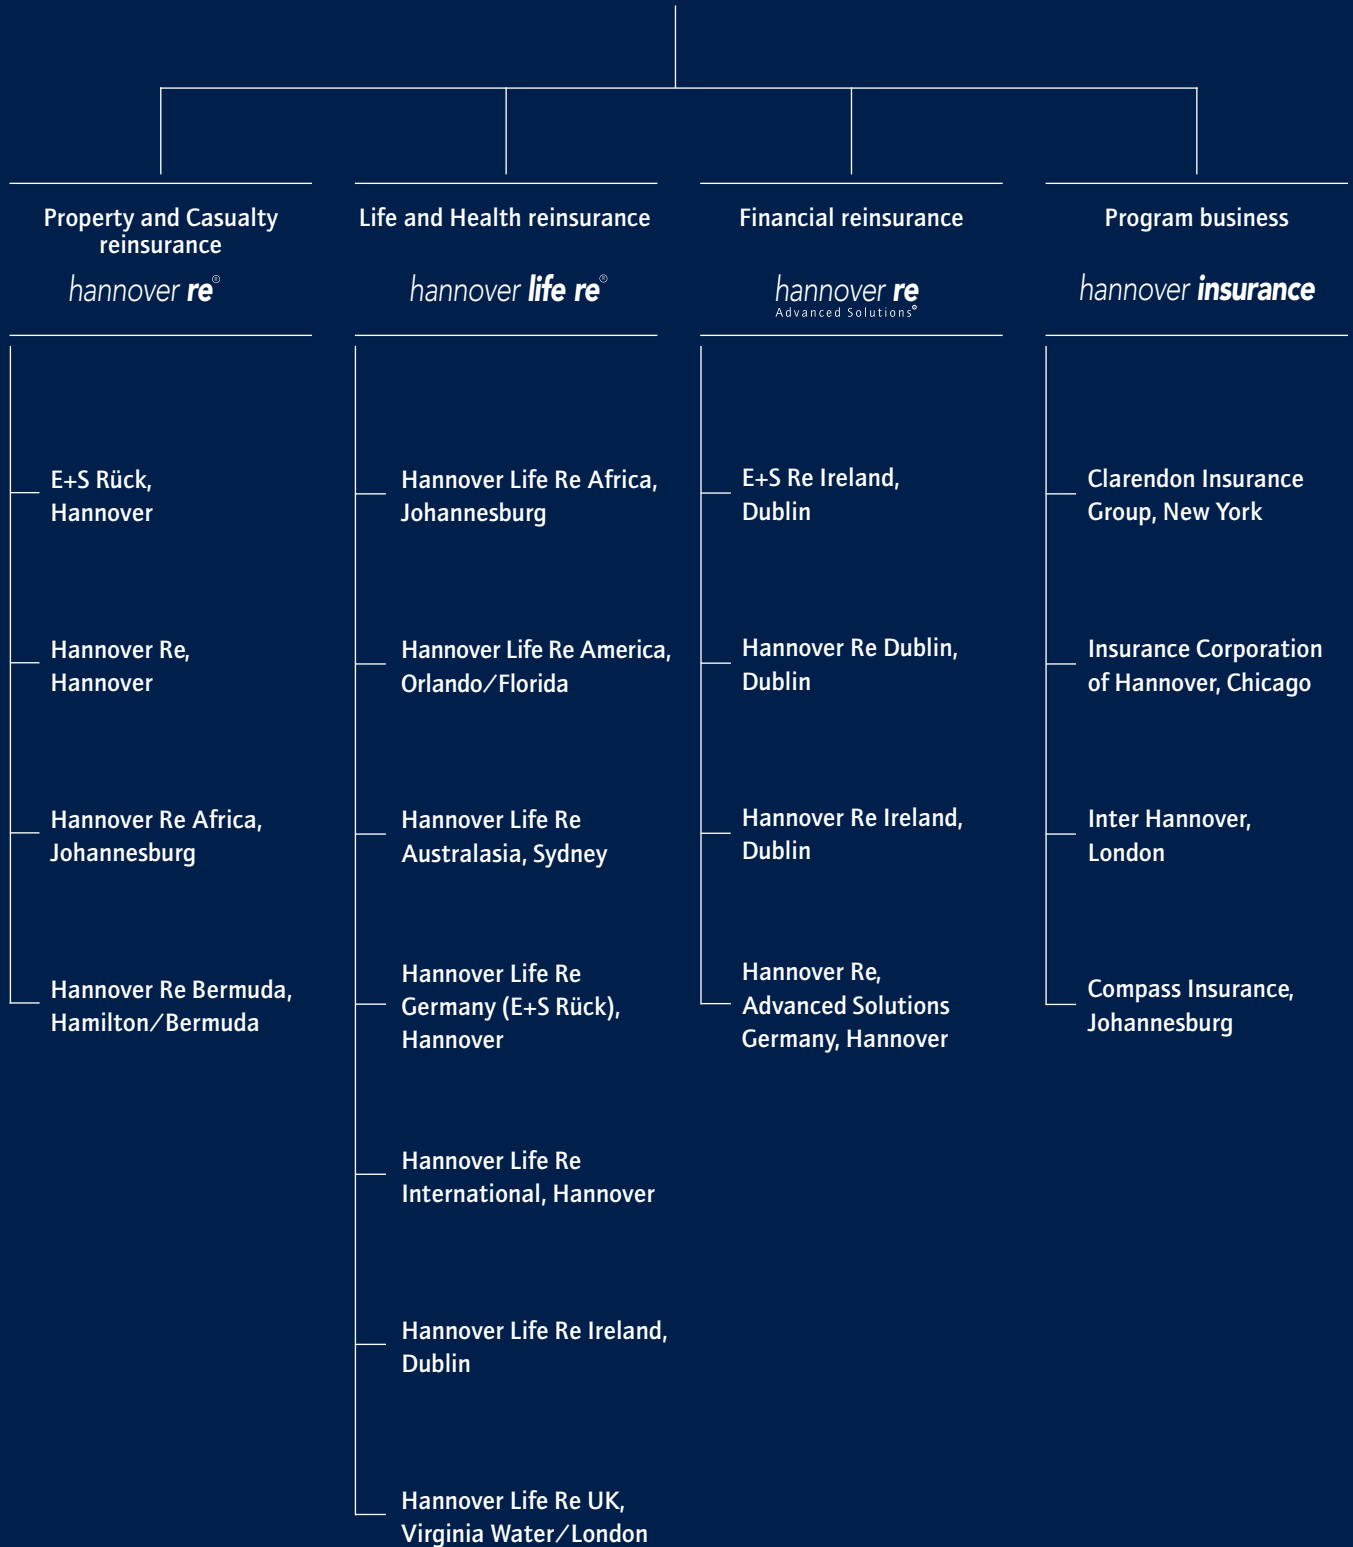 Property and Casualty
reinsurance
hannover re®
E+S Rück,
Hannover
Hannover Re,
Hannover
Hannover Re Africa,
Johannesburg
Hannover Re Bermuda,
Hamilton/Bermuda
Life and Health reinsurance
hannover life re®
Hannover Life Re Africa,
Johannesburg
Hannover Life Re America,
Orlando/Florida
Hannover Life Re
Australasia, Sydney
Hannover Life Re
Germany (E+S Rück),
Hannover
Hannover Life Re
International, Hannover
Hannover Life Re Ireland,
Dublin
Hannover Life Re UK,
Virginia Water/London
Financial reinsurance
hannover re
Advanced Solutions®
E+S Re Ireland,
Dublin
Hannover Re Dublin,
Dublin
Hannover Re Ireland,
Dublin
Hannover Re,
Advanced Solutions
Germany, Hannover
Program business
hannover insurance
Clarendon Insurance
Group, New York
Insurance Corporation
of Hannover, Chicago
Inter Hannover,
London
Compass Insurance,
Johannesburg